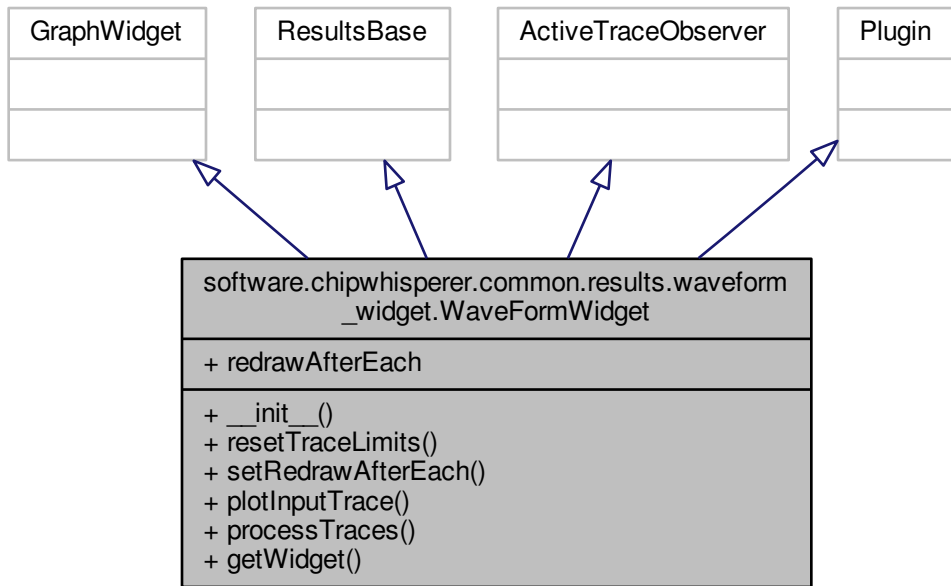 GraphWidget
ResultsBase
ActiveTraceObserver
Plugin
software.chipwhisperer.common.results.waveform
_widget.WaveFormWidget
+ redrawAfterEach
+ __init__()
+ resetTraceLimits()
+ setRedrawAfterEach()
+ plotInputTrace()
+ processTraces()
+ getWidget()